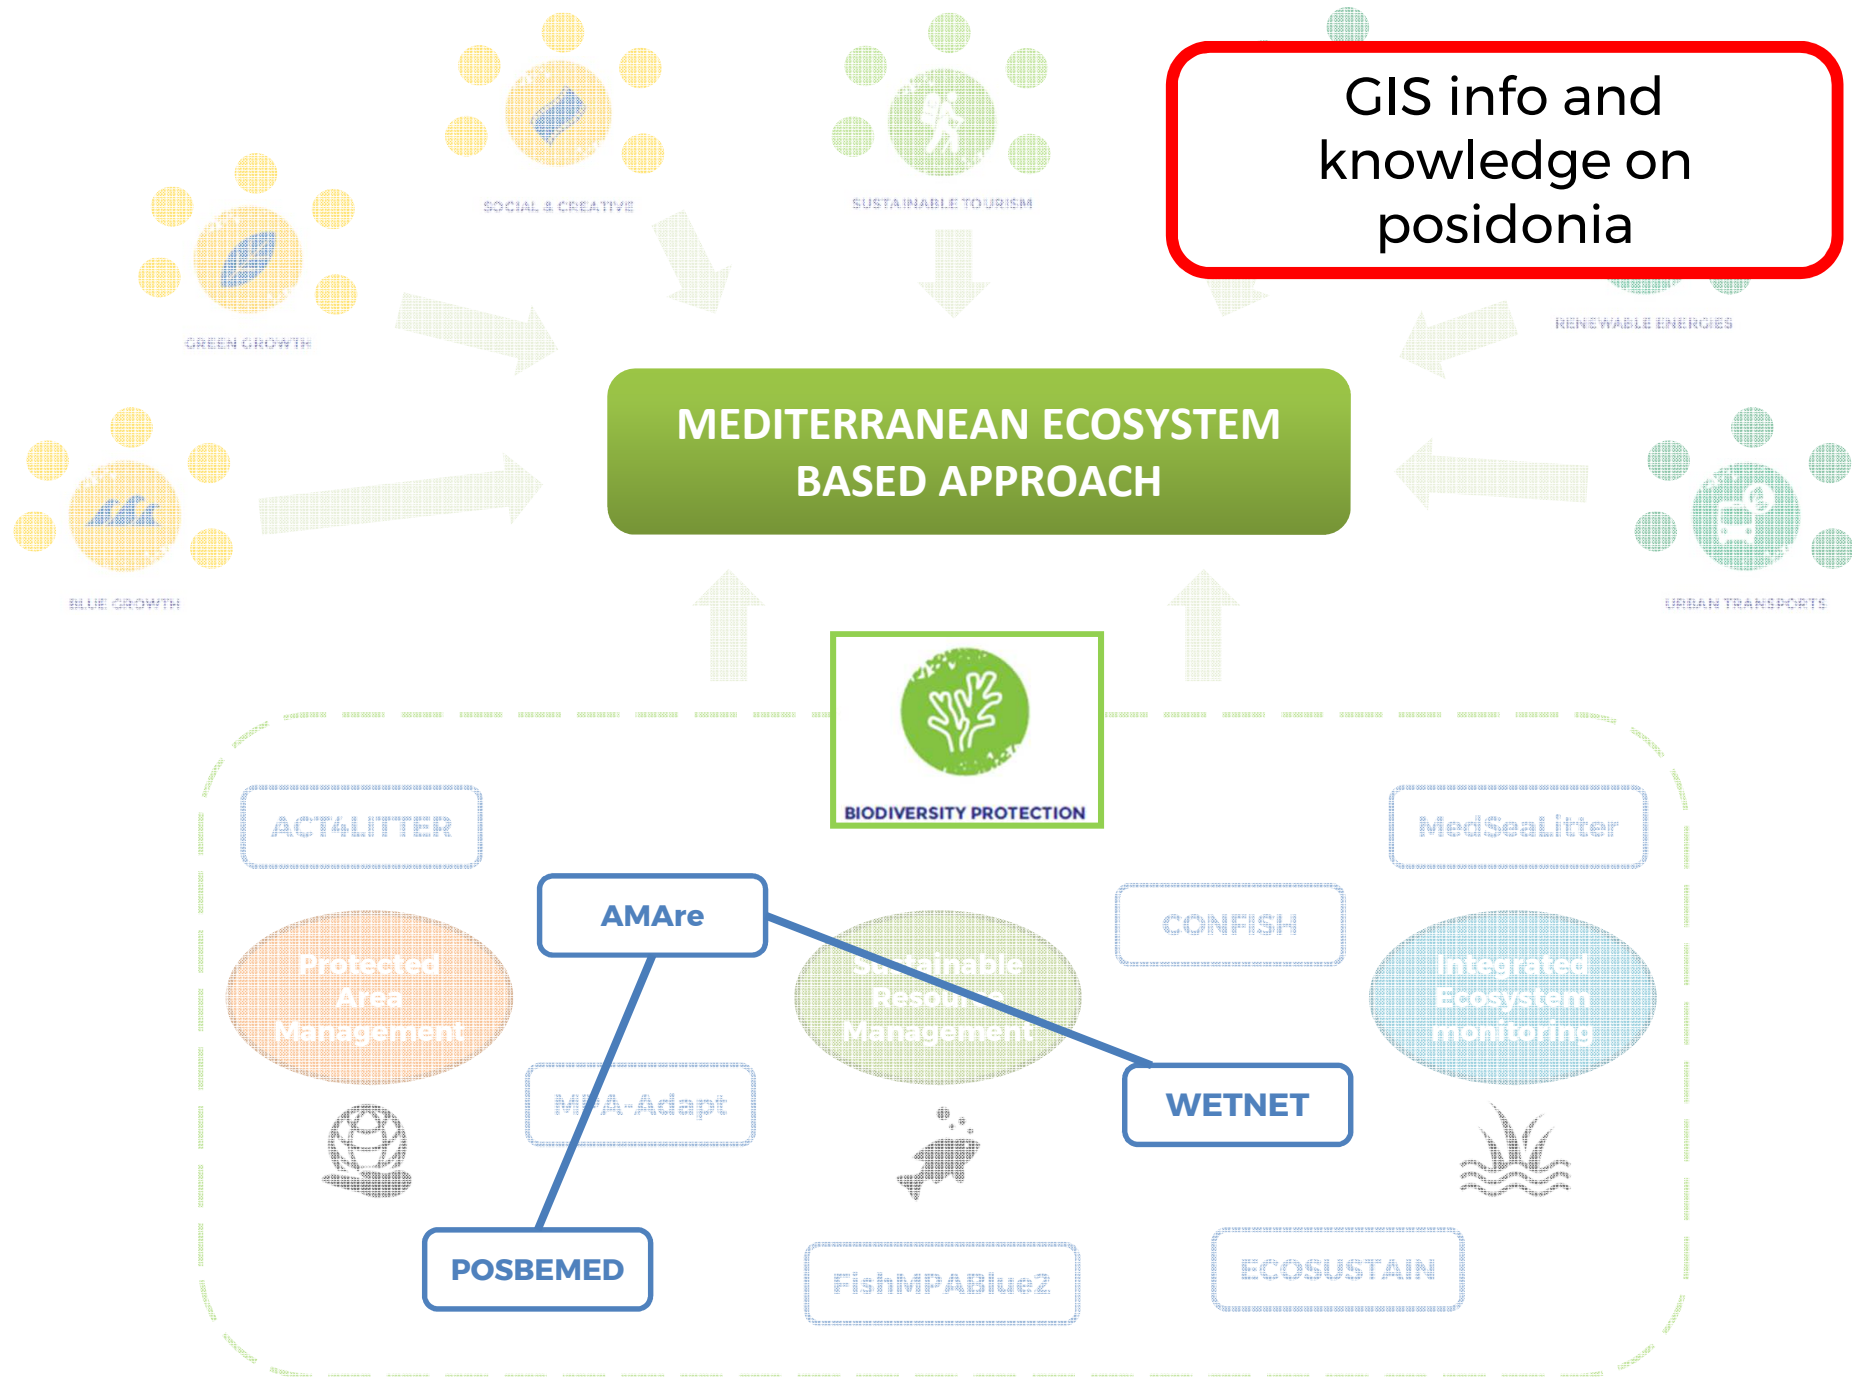 GIS info and
knowledge on
posidonia
SOCIAL & CREATIVE
SUSTAINABLE TOURISM
GREEN GROWTH
RENEWABLE ENERGIES
MEDITERRANEAN ECOSYSTEM
BASED APPROACH
BLUE GROWTH
URBAN TRANSPORTS
BIODIVERSITY PROTECTION
ACT4LITTER
MedSeaLitter
AMAre
CONFISH
Protected
Area
Management
Sustainable
Resource
Management
Integrated
Ecosystem
monitoring
MPA-Adapt
WETNET
POSBEMED
FishMPABlue2
ECOSUSTAIN